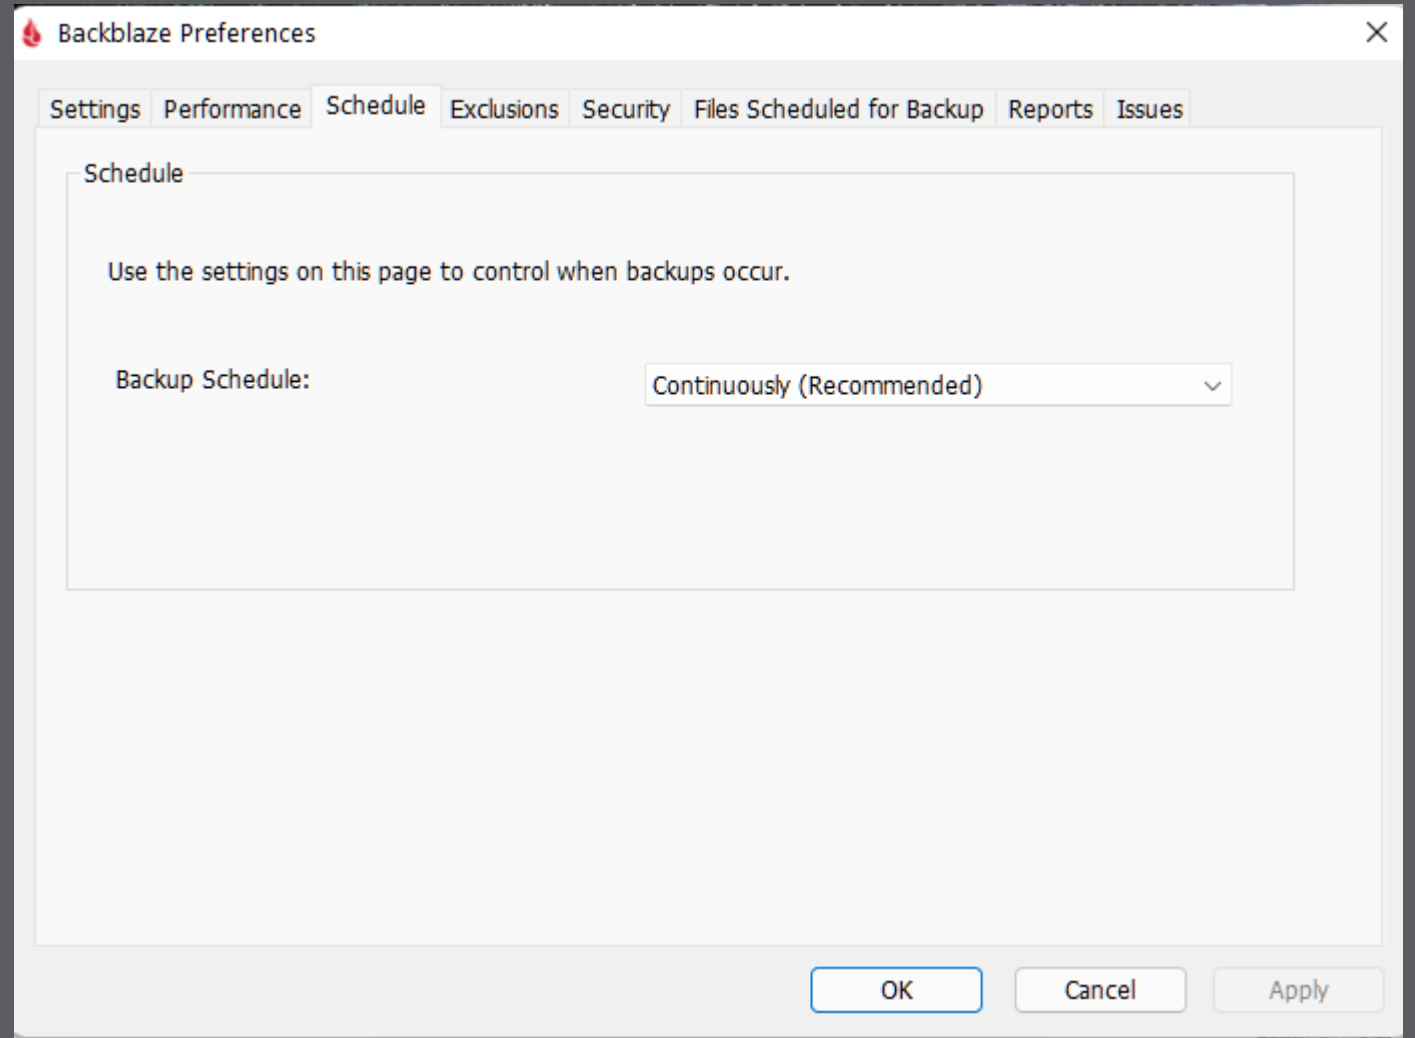 Backblaze Preferences
Settings Performance Schedule Exclusions Security Files Scheduled for Backup Reports Issues
Schedule
Use the settings on this page to control when backups occur.
Backup Schedule: Continuously (Recommended)
OK Cancel Apply